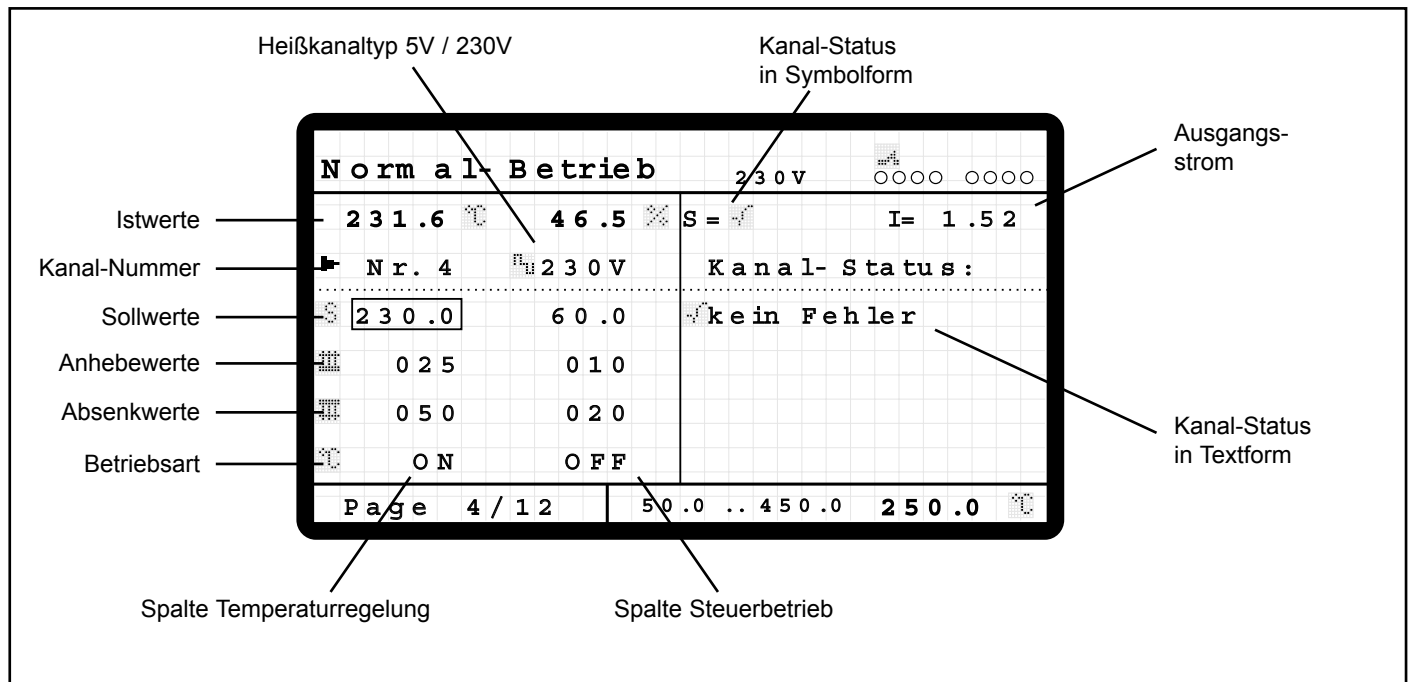 Heißkanaltyp 5V / 230V
Kanal-Status
in Symbolform
Ausgangs-
strom
Normal-Betrieb 230V
Istwerte 231.6 °C 46.5 % S=√ I= 1.52
Kanal-Nummer Nr. 4 230V Kanal-Status:
Sollwerte S 230.0 60.0 √kein Fehler
Anhebewerte 025 010
Absenkwerte 050 020
Kanal-Status
in Textform
Betriebsart °C ON OFF
Page 4/12 50.0 ..450.0 250.0 °C
Spalte Temperaturregelung Spalte Steuerbetrieb